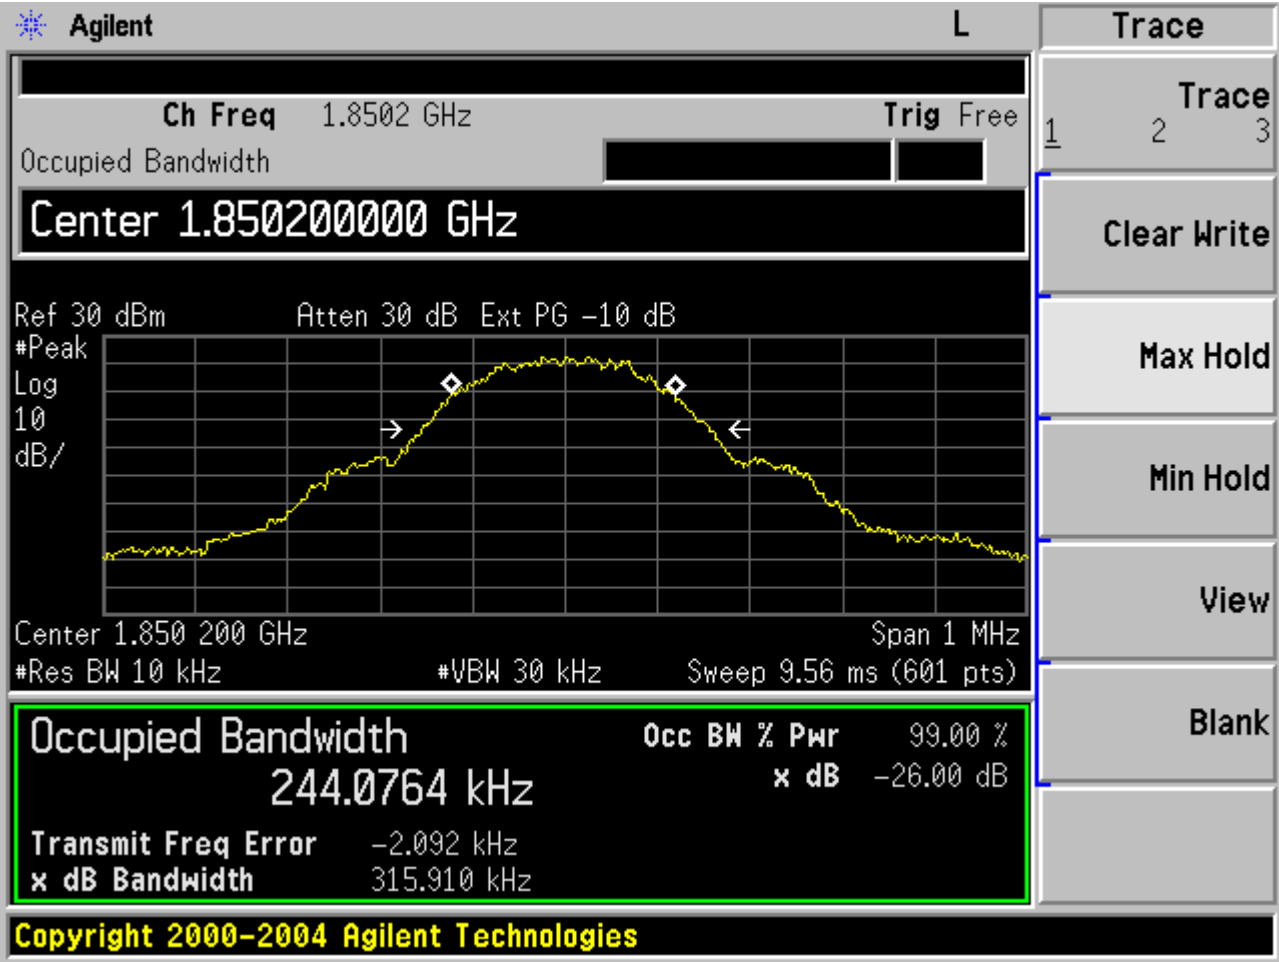 Agilent L Trace
Ch Freq 1.8502 GHz Trig Free
Trace
1 2 3
Occupied Bandwidth
Center 1.850200000 GHz
Clear Write
Ref 30 dBm Atten 30 dB Ext PG -10 dB
#Peak
Log
10
dB/
Max Hold
Min Hold
View
Center 1.850 200 GHz Span 1 MHz
#Res BW 10 kHz #VBW 30 kHz Sweep 9.56 ms (601 pts)
Blank
Occupied Bandwidth Occ BW % Pwr 99.00 %
244.0764 kHz x dB -26.00 dB
Transmit Freq Error -2.092 kHz
x dB Bandwidth 315.910 kHz
Copyright 2000-2004 Agilent Technologies